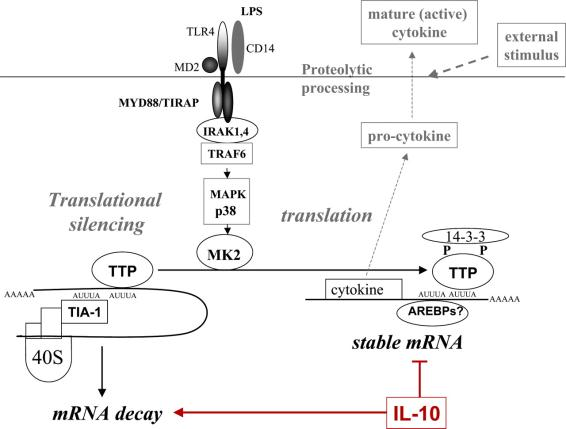 LPS
TLR4
CD14
MD2
MYD88/TIRAP
IRAK1,4
TRAF6
MAPK
p38
MK2
mature (active)
cytokine
external
stimulus
Proteolytic
processing
pro-cytokine
Translational
silencing
translation
TTP
AAAAA
AUUUA AUUUA
TIA-1
40S
mRNA decay
14-3-3
P P
TTP
cytokine
AUUUA AUUUA
AAAAA
AREBPs?
stable mRNA
IL-10